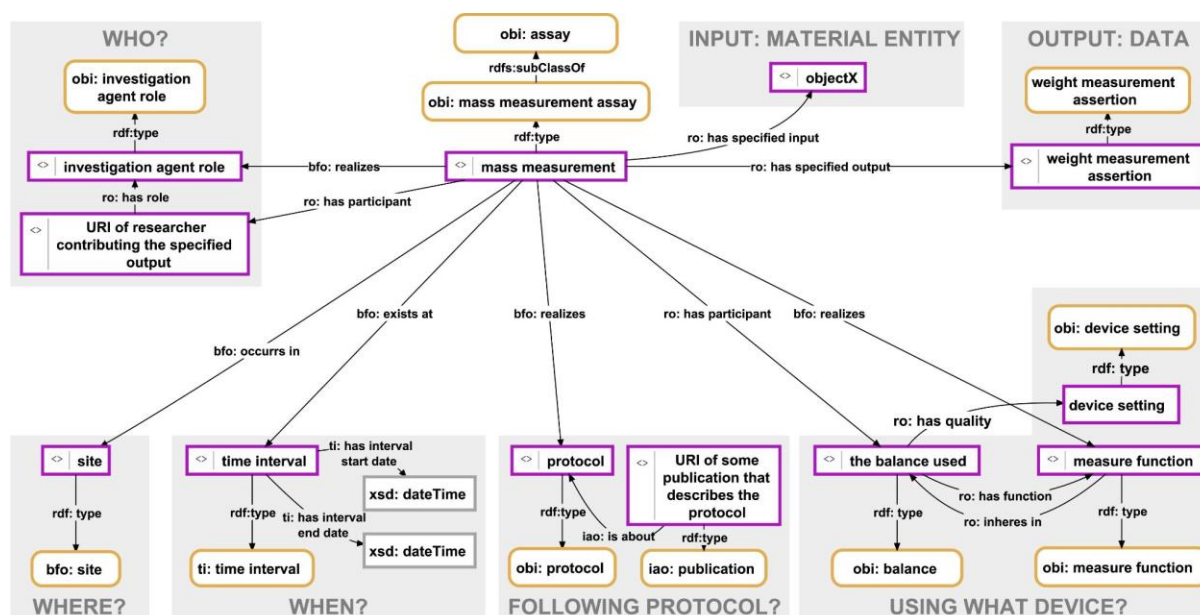 WHO?
obi: investigation
agent role
rdf:type
<> investigation agent role
ro: has role
<> URI of researcher
contributing the specified
output
bfo: realizes
ro: has participant
obi: assay
rdfs:subClassOf
obi: mass measurement assay
rdf:type
<> mass measurement
INPUT: MATERIAL ENTITY
<> objectX
ro: has specified input
ro: has specified output
OUTPUT: DATA
weight measurement
assertion
rdf:type
<> weight measurement
assertion
bfo: occurrs in
bfo: exists at
bfo: realizes
ro: has participant
bfo: realizes
<> site
rdf: type
bfo: site
WHERE?
<> time interval
ti: has interval
start date
xsd: dateTime
rdf:type
ti: has interval
end date
xsd: dateTime
ti: time interval
WHEN?
<> protocol
<> URI of some
publication that
describes the
protocol
rdf:type
iao: is about
rdf:type
obi: protocol
iao: publication
FOLLOWING PROTOCOL?
obi: device setting
rdf: type
device setting
ro: has quality
<> the balance used
<> measure function
ro: has function
ro: inheres in
rdf: type
rdf: type
obi: balance
obi: measure function
USING WHAT DEVICE?